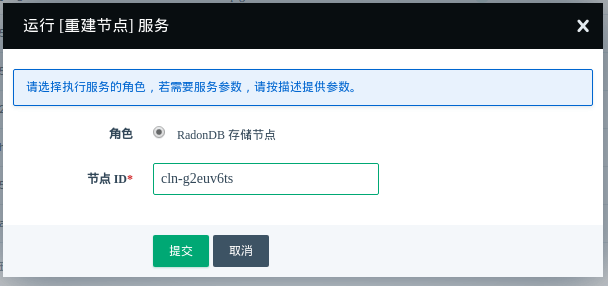 运行 [重建节点] 服务
请选择执行服务的角色，若需要服务参数，请按描述提供参数。
角色 RadonDB 存储节点
节点 ID* cln-g2euv6ts
提交 取消